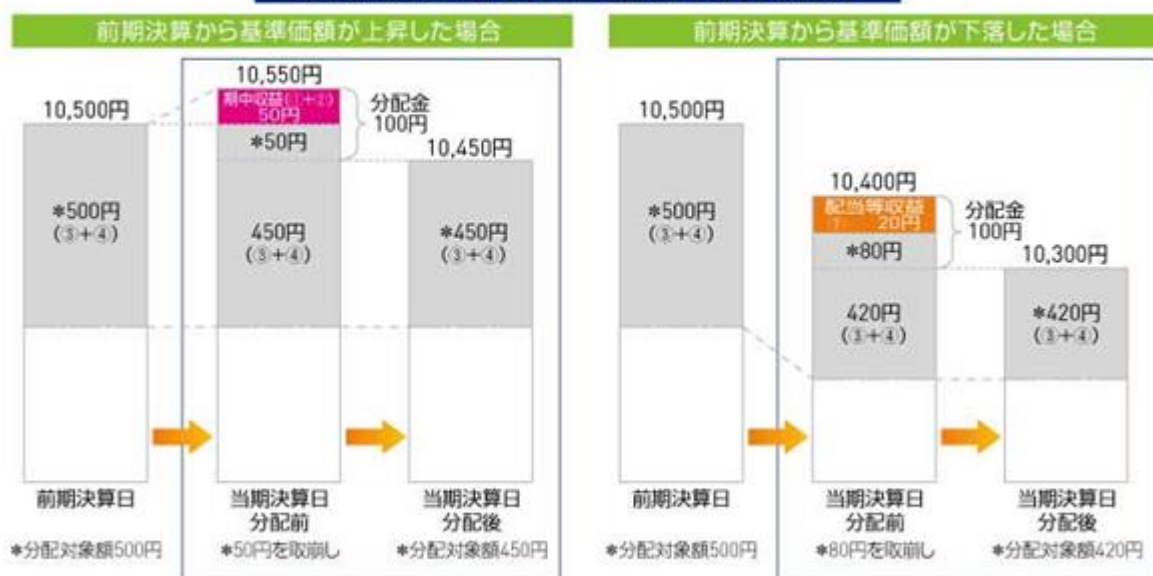 前期決算から基準価額が上昇した場合
10,500円
*500円
(③+④)
10,550円
期中収益(①+②)
50円
*50円
450円
(③+④)
分配金
100円
10,450円
*450円
(③+④)
前期決算日
当期決算日
分配前
当期決算日
分配後
*分配対象額500円
*50円を取崩し
*分配対象額450円
前期決算から基準価額が下落した場合
10,500円
*500円
(③+④)
10,400円
配当等収益
20円
*80円
420円
(③+④)
分配金
100円
10,300円
*420円
(③+④)
前期決算日
当期決算日
分配前
当期決算日
分配後
*分配対象額500円
*80円を取崩し
*分配対象額420円